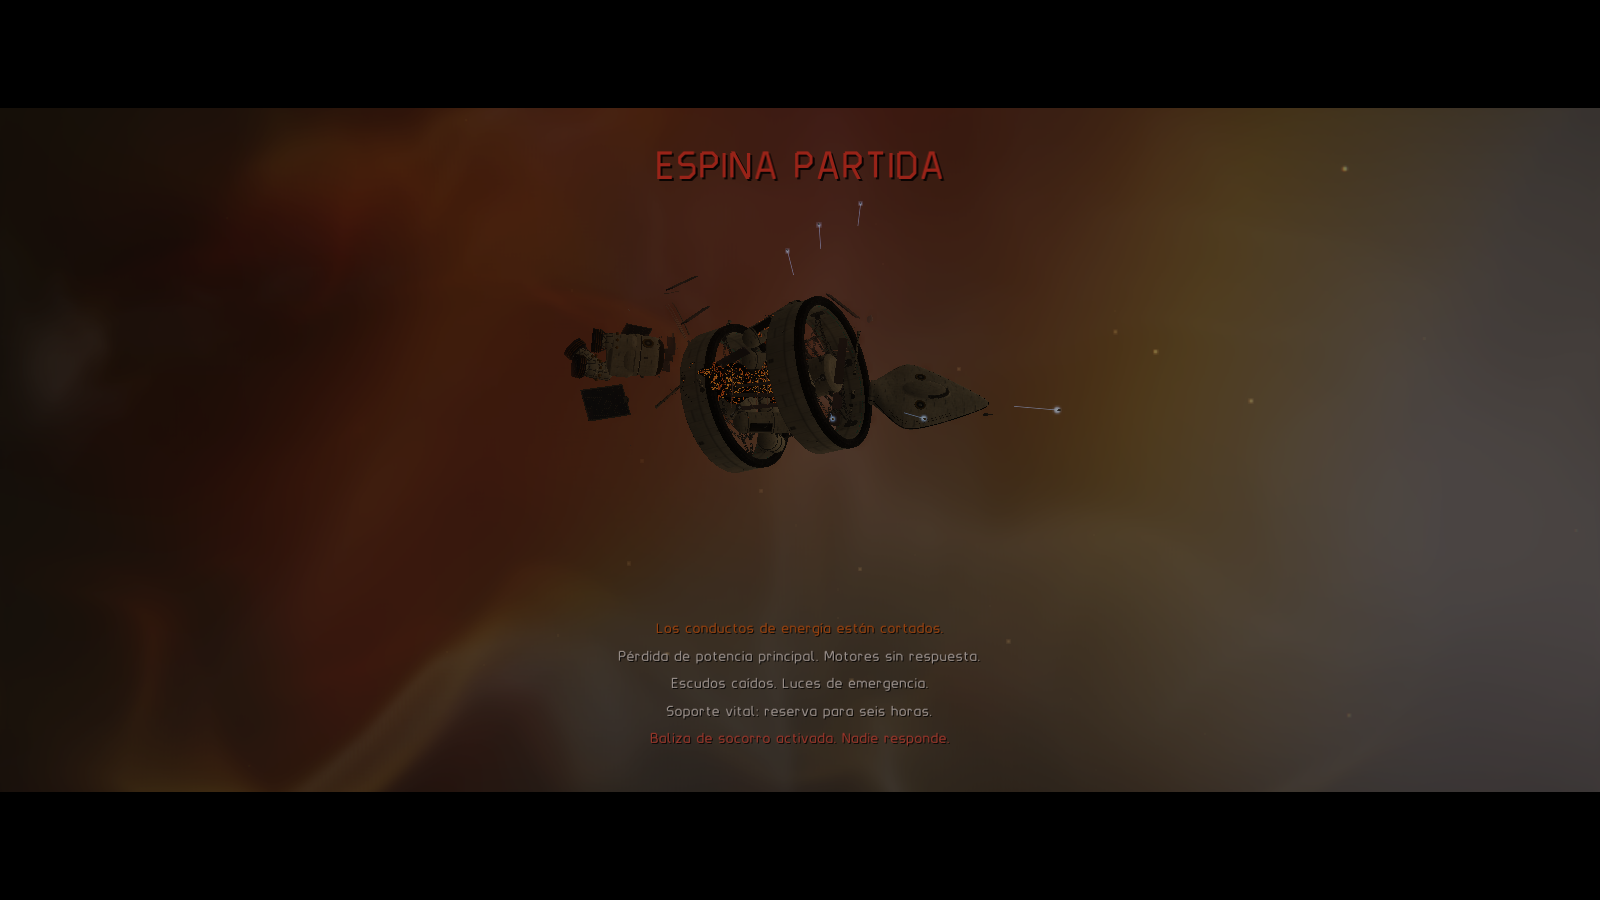 ESPINA PARTIDA
Los conductos de energía están cortados.
Pérdida de potencia principal. Motores sin respuesta.
Escudos caídos. Luces de emergencia.
Soporte vital: reserva para seis horas.
Baliza de socorro activada. Nadie responde.